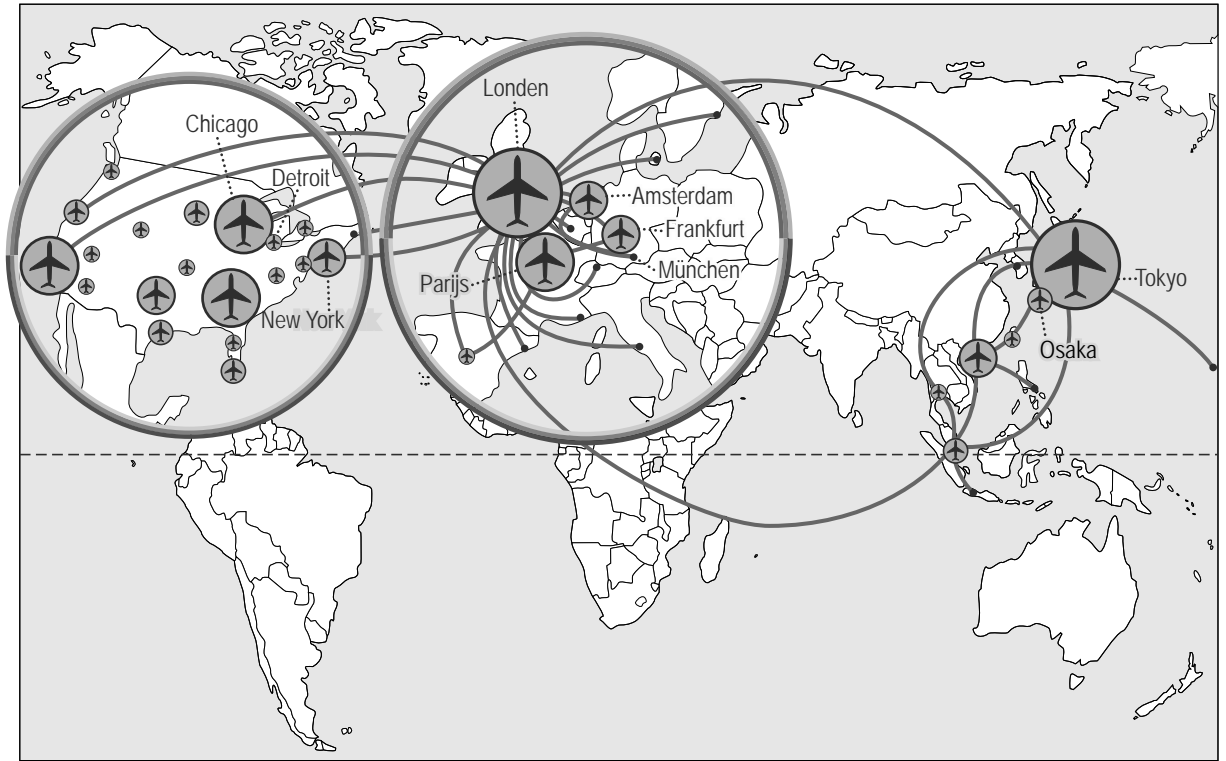 Londen
Chicago
Detroit
Amsterdam
Frankfurt
München
Parijs
New York
Tokyo
Osaka